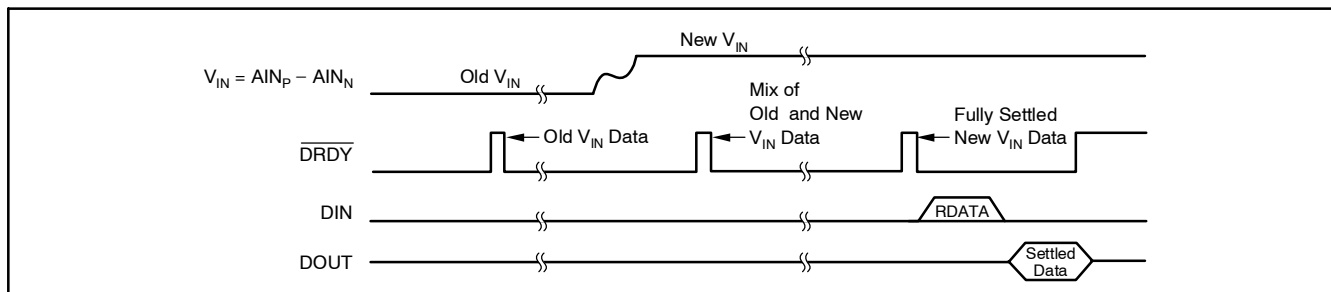 New V_IN
V_IN = AIN_P − AIN_N
Old V_IN
Mix of
Old and New
V_IN Data
Fully Settled
New V_IN Data
Old V_IN Data
DRDY
DIN
RDATA
DOUT
Settled
Data